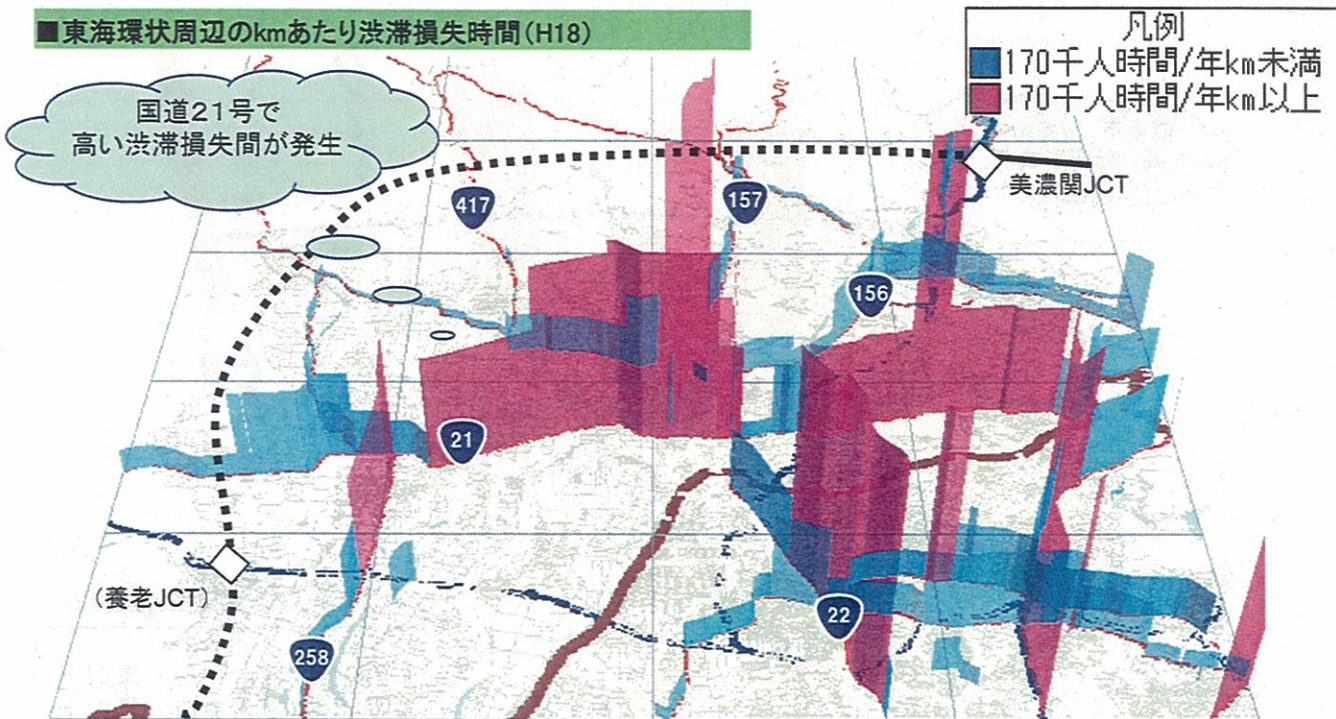 ■東海環状周辺のkmあたり渋滞損失時間(H18)
凡例
170千人時間/年km未満
170千人時間/年km以上
国道21号で
高い渋滞損失間が発生
美濃関JCT
417
157
156
21
(養老JCT)
22
258